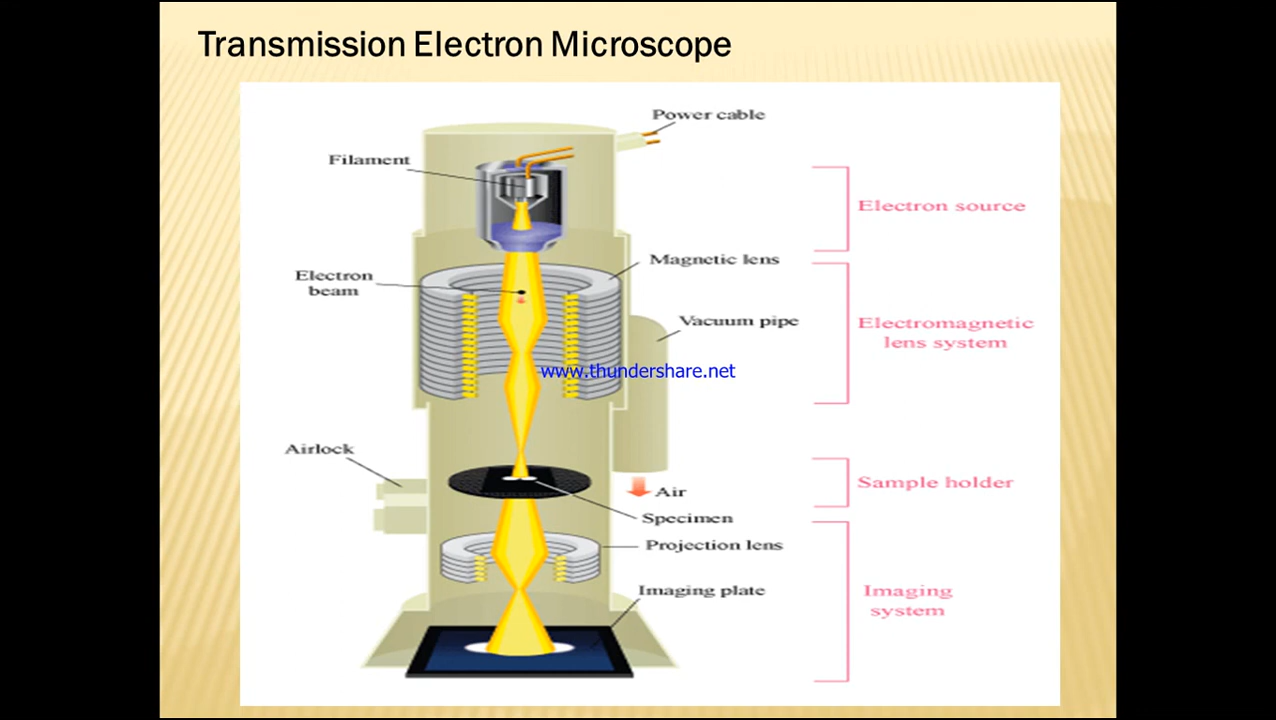 Transmission Electron Microscope
Power cable
Filament
Electron source
Magnetic lens
Electron
beam
Vacuum pipe
Electromagnetic
lens system
www.thundershare.net
Airlock
Sample holder
Air
Specimen
Projection lens
Imaging plate
Imaging
system